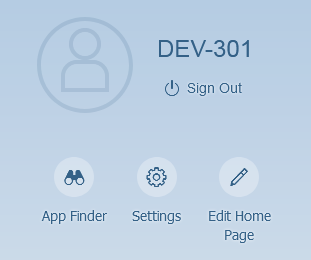 DEV-301
Sign Out
App Finder
Settings
Edit Home
Page